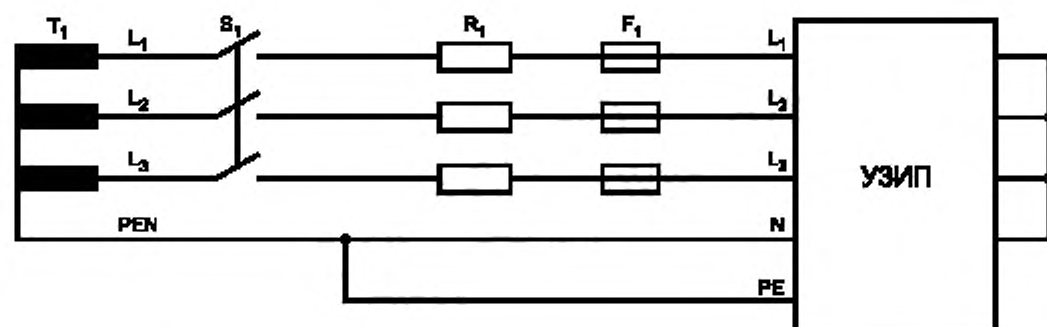 T₁ L₁ S₁ R₁ F₁ L₁
L₂ L₂
L₃ L₃
УЗИП
PEN N
PE